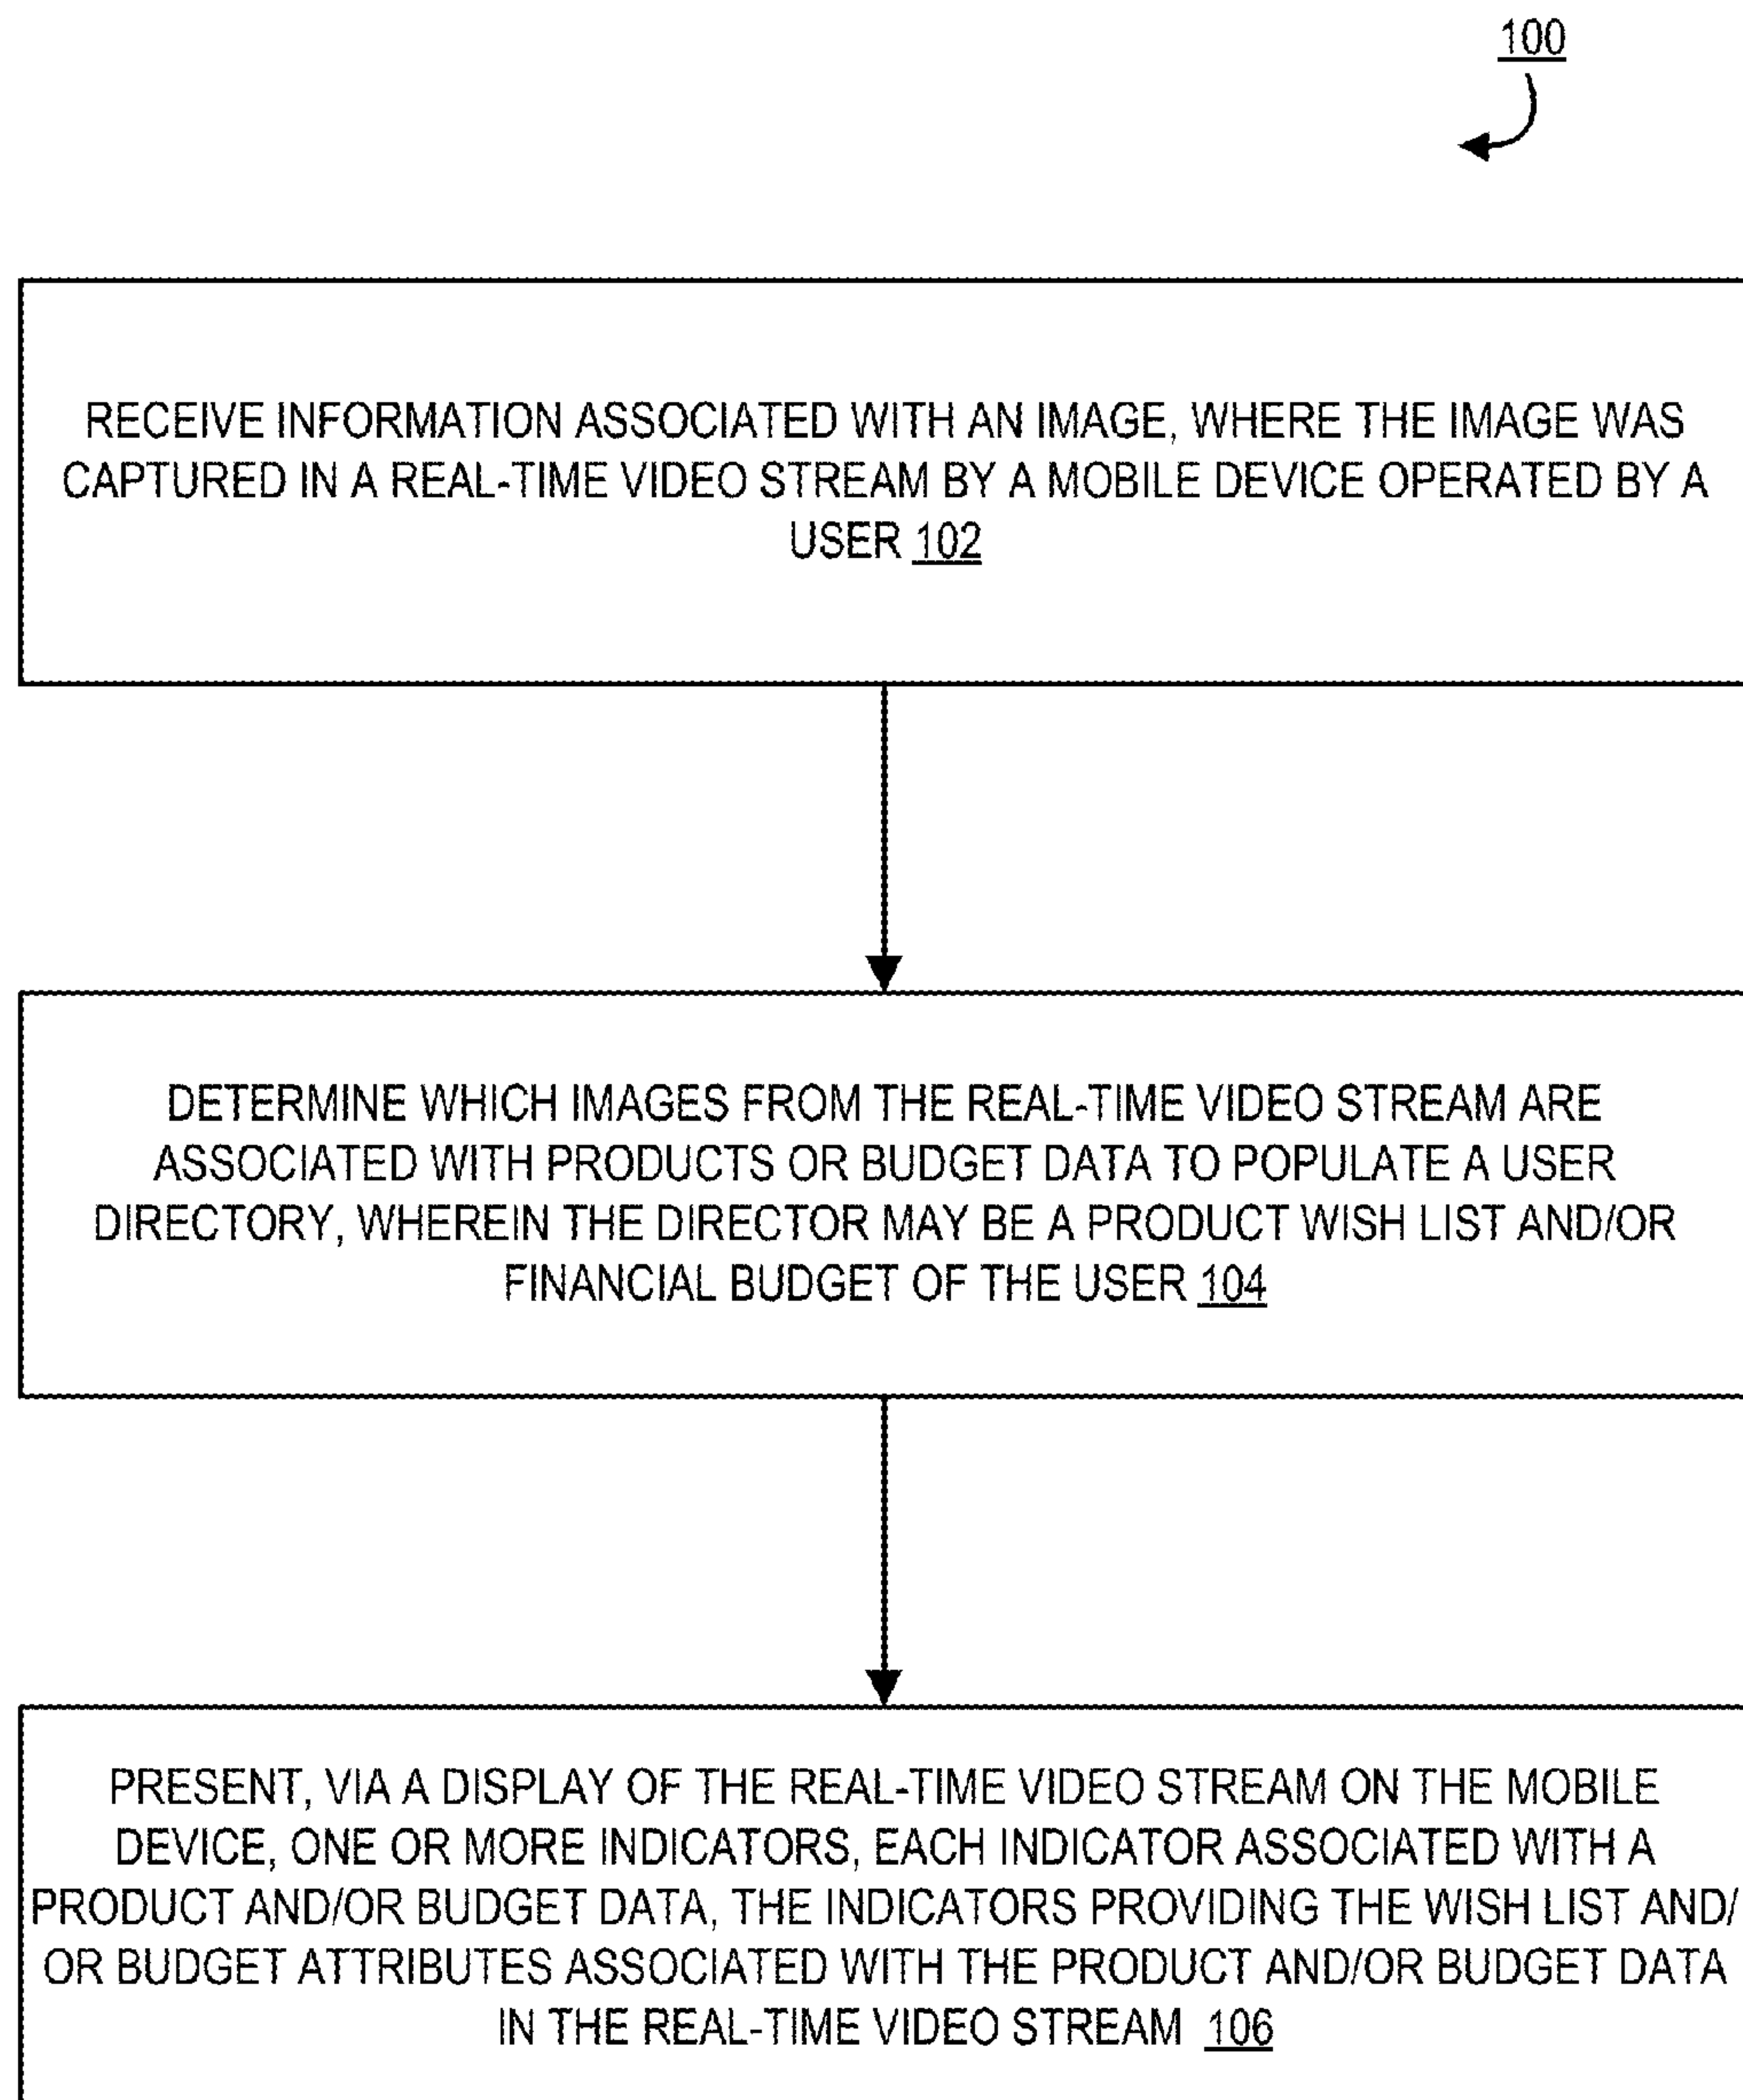 100
RECEIVE INFORMATION ASSOCIATED WITH AN IMAGE, WHERE THE IMAGE WAS
CAPTURED IN A REAL-TIME VIDEO STREAM BY A MOBILE DEVICE OPERATED BY A
USER 102
DETERMINE WHICH IMAGES FROM THE REAL-TIME VIDEO STREAM ARE
ASSOCIATED WITH PRODUCTS OR BUDGET DATA TO POPULATE A USER
DIRECTORY, WHEREIN THE DIRECTOR MAY BE A PRODUCT WISH LIST AND/OR
FINANCIAL BUDGET OF THE USER 104
PRESENT, VIA A DISPLAY OF THE REAL-TIME VIDEO STREAM ON THE MOBILE
DEVICE, ONE OR MORE INDICATORS, EACH INDICATOR ASSOCIATED WITH A
PRODUCT AND/OR BUDGET DATA, THE INDICATORS PROVIDING THE WISH LIST AND/
OR BUDGET ATTRIBUTES ASSOCIATED WITH THE PRODUCT AND/OR BUDGET DATA
IN THE REAL-TIME VIDEO STREAM 106